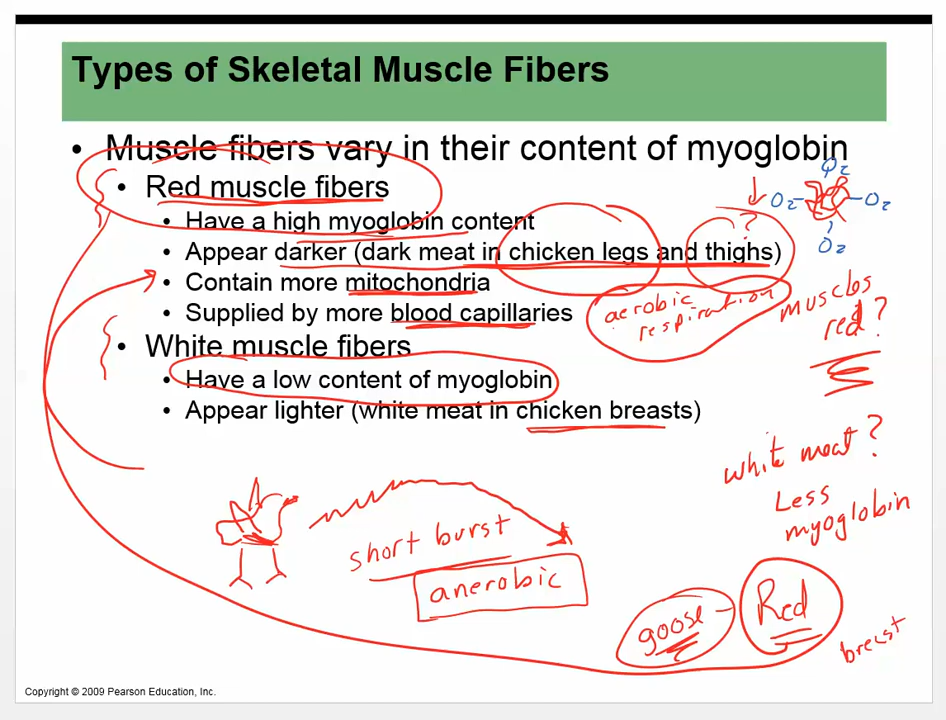 Types of Skeletal Muscle Fibers
• Muscle fibers vary in their content of myoglobin
• Red muscle fibers
• Have a high myoglobin content
• Appear darker (dark meat in chicken legs and thighs)
• Contain more mitochondria
• Supplied by more blood capillaries
• White muscle fibers
• Have a low content of myoglobin
• Appear lighter (white meat in chicken breasts)
O2
O2
O2
O2
?
aerobic
respiration
muscles
red?
white meat?
Less
myoglobin
short burst
anerobic
goose – Red
breast
Copyright © 2009 Pearson Education, Inc.